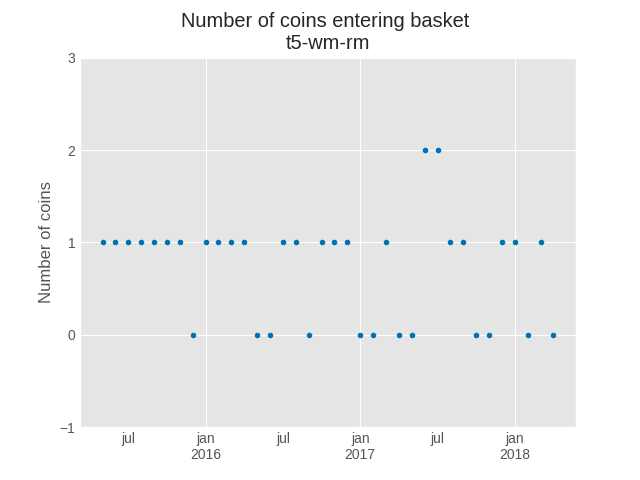 Number of coins entering basket
t5-wm-rm
Number of coins
3
2
1
0
−1
jul
jan
2016
jul
jan
2017
jul
jan
2018